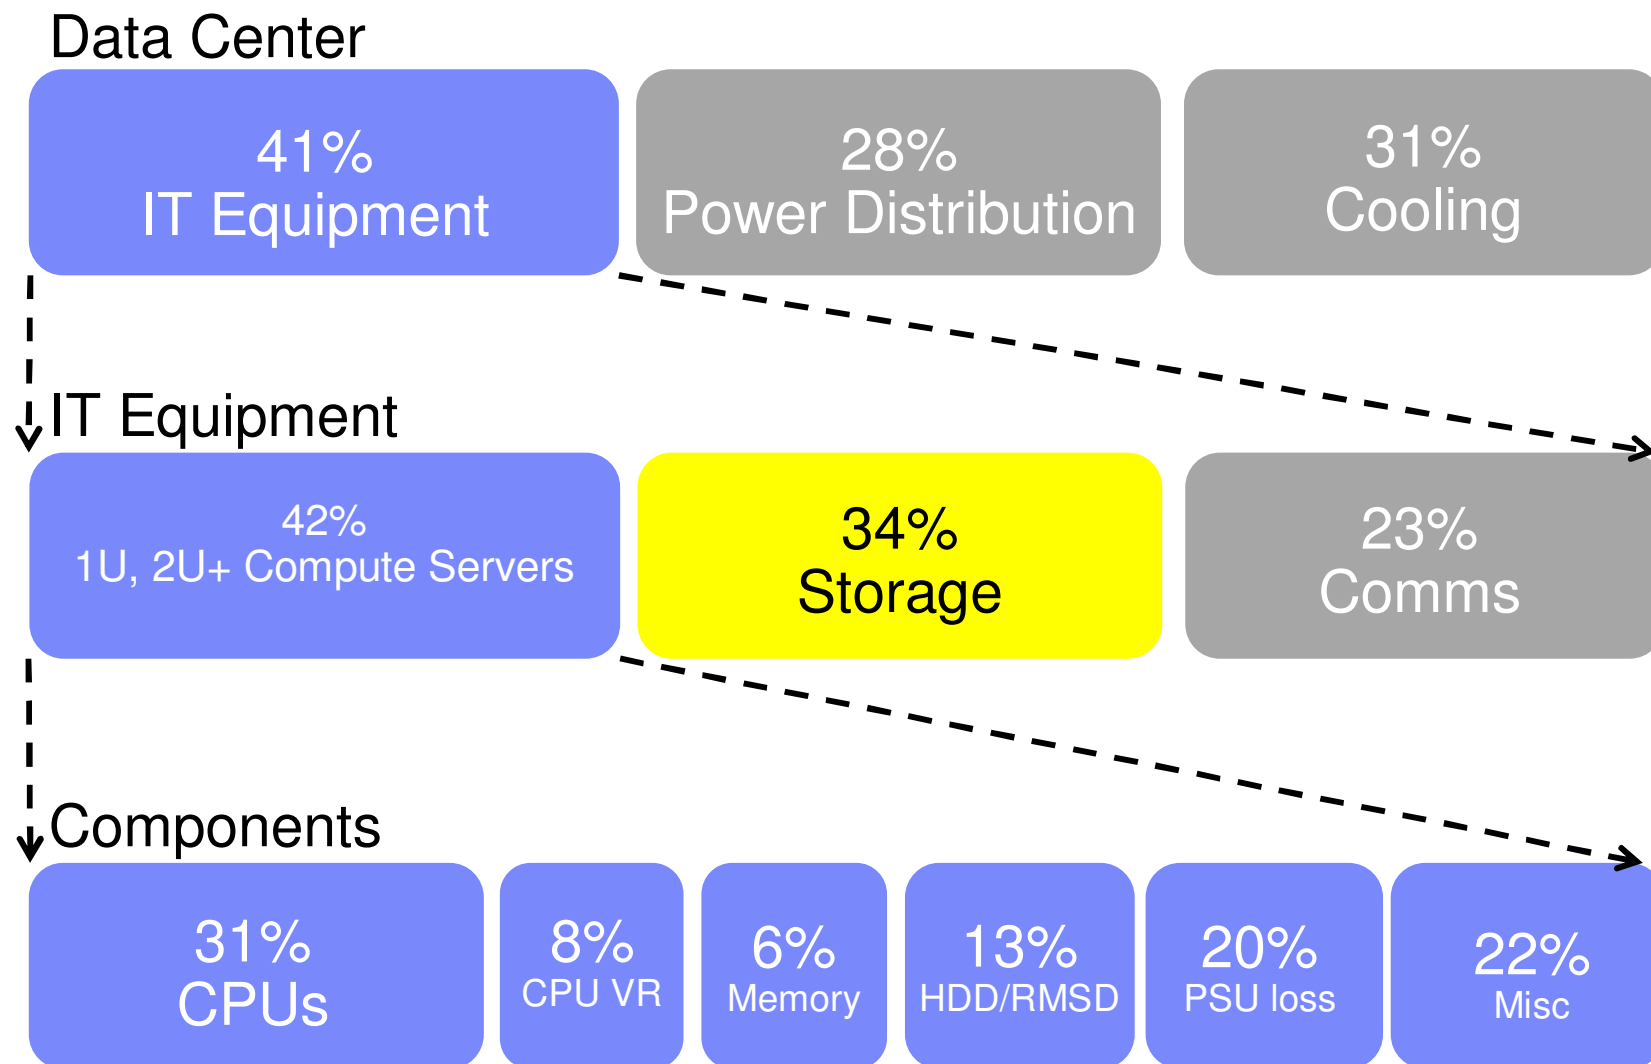 Data Center
41%
IT Equipment
28%
Power Distribution
31%
Cooling
IT Equipment
42%
1U, 2U+ Compute Servers
34%
Storage
23%
Comms
Components
31%
CPUs
8%
CPU VR
6%
Memory
13%
HDD/RMSD
20%
PSU loss
22%
Misc